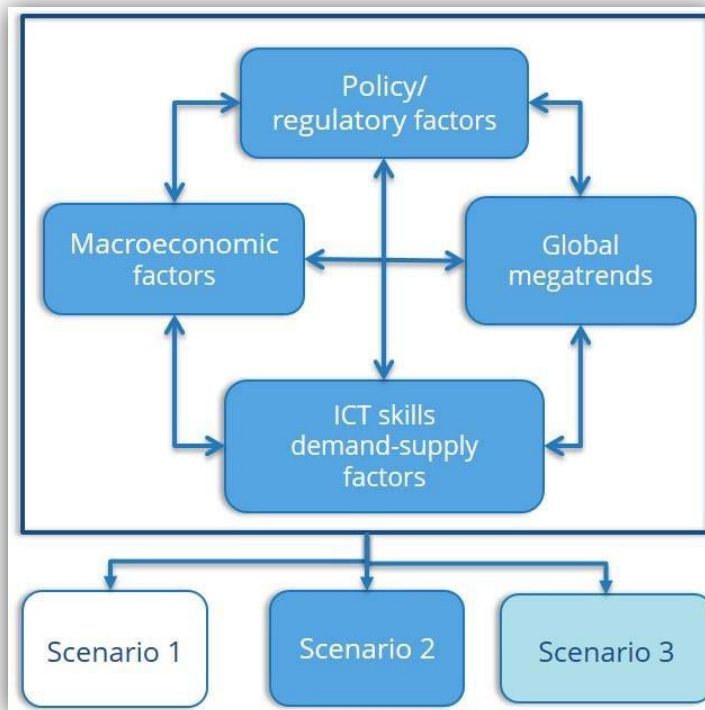 Policy/
regulatory factors
Macroeconomic
factors
Global
megatrends
ICT skills
demand-supply
factors
Scenario 1
Scenario 2
Scenario 3